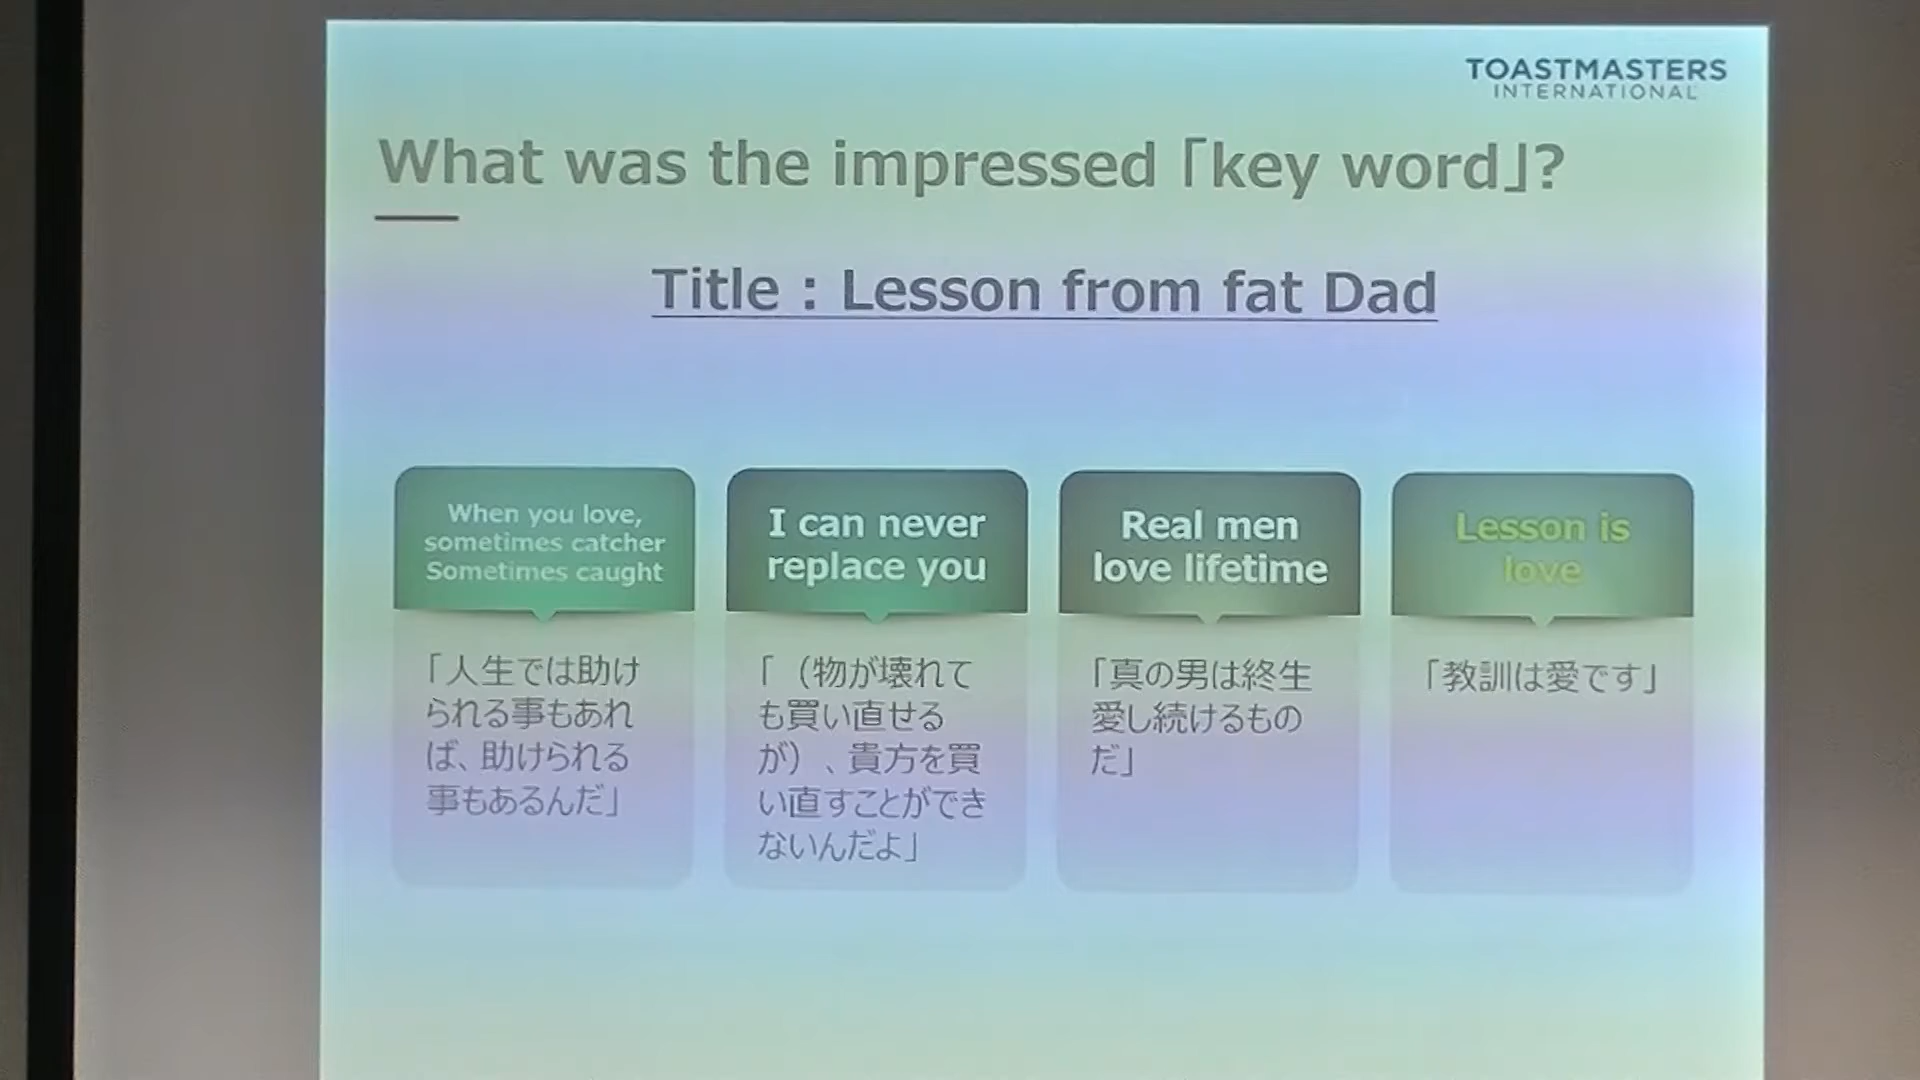 TOASTMASTERS
INTERNATIONAL
What was the impressed「key word」?
Title : Lesson from fat Dad
When you love,
sometimes catcher
Sometimes caught
「人生では助け
られる事もあれ
ば、助けられる
事もあるんだ」
I can never
replace you
「（物が壊れて
も買い直せる
が）、貴方を買
い直すことができ
ないんだよ」
Real men
love lifetime
「真の男は終生
愛し続けるもの
だ」
Lesson is
love
「教訓は愛です」